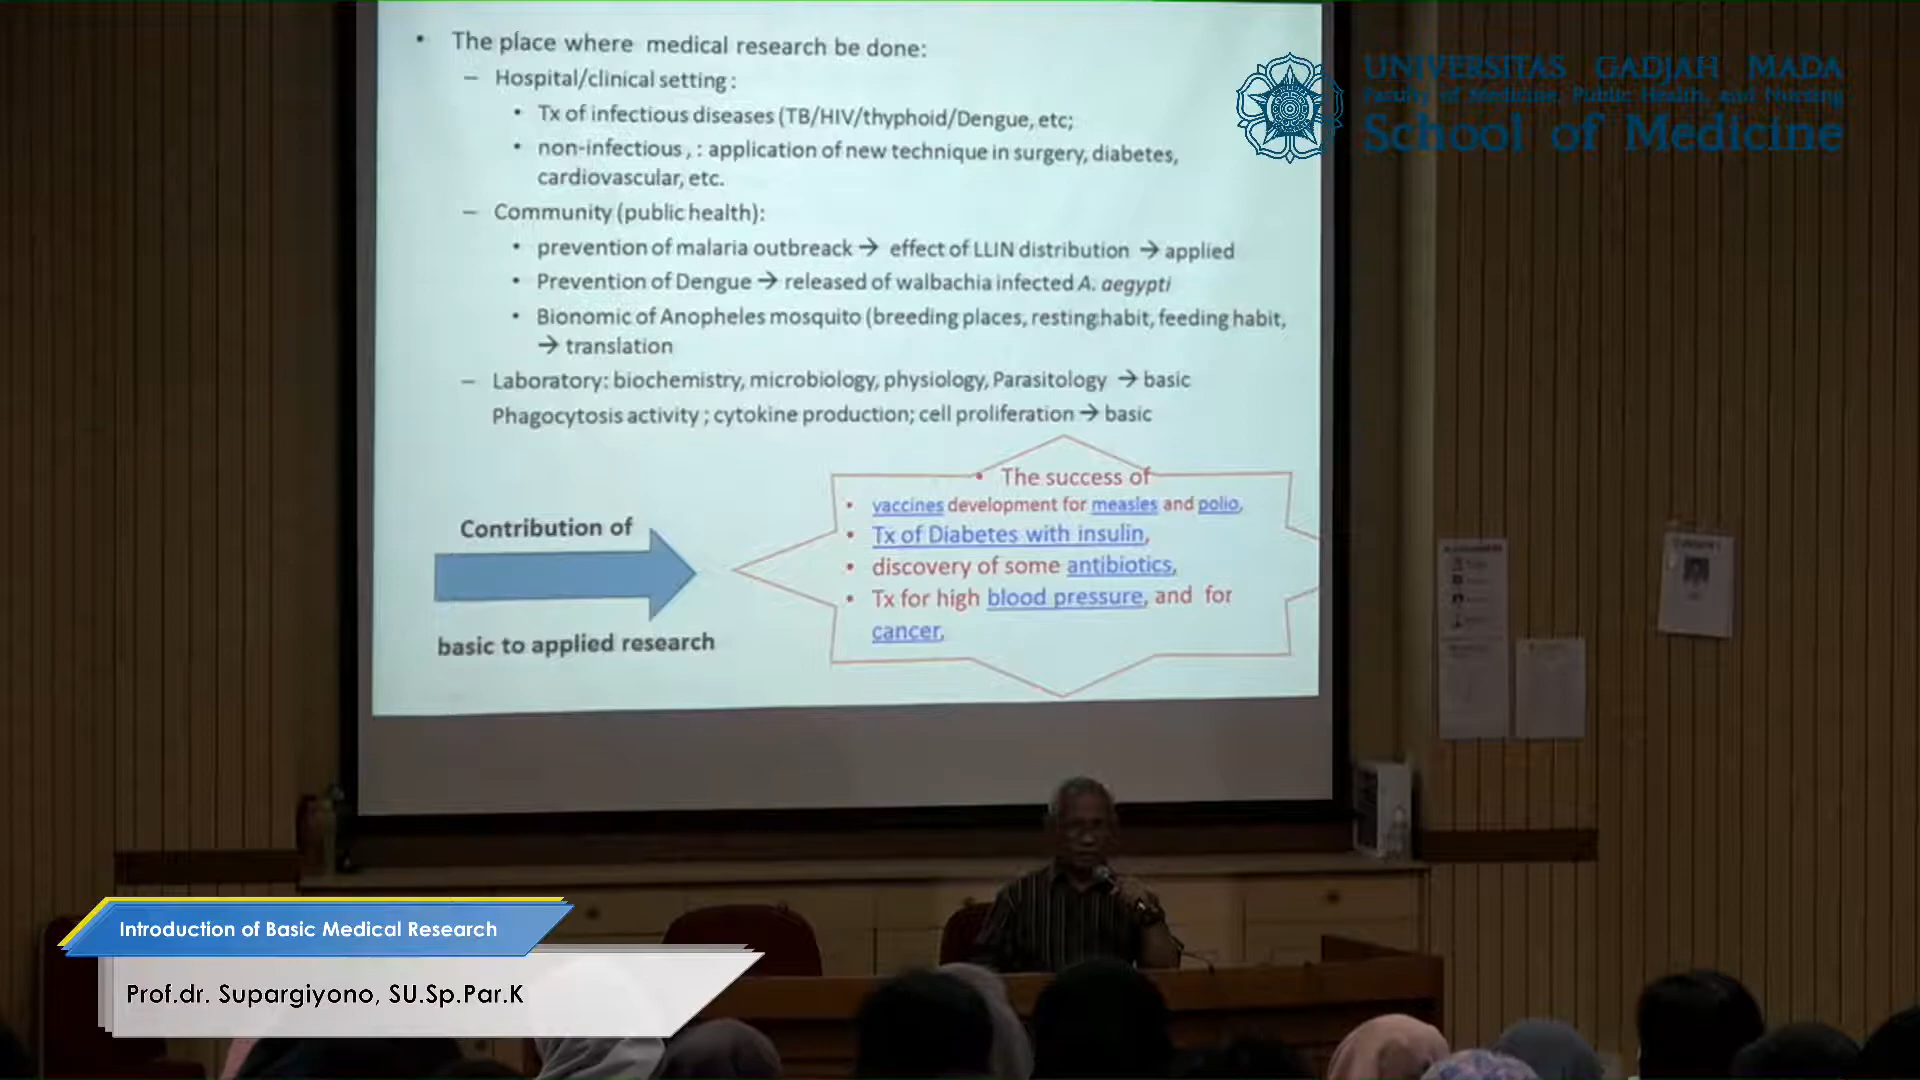 • The place where medical research be done:
– Hospital/clinical setting :
• Tx of infectious diseases (TB/HIV/thyphoid/Dengue, etc;
• non-infectious , : application of new technique in surgery, diabetes,
cardiovascular, etc.
– Community (public health):
• prevention of malaria outbreack → effect of LLIN distribution → applied
• Prevention of Dengue → released of walbachia infected A. aegypti
• Bionomic of Anopheles mosquito (breeding places, resting habit, feeding habit,
→ translation
– Laboratory: biochemistry, microbiology, physiology, Parasitology → basic
Phagocytosis activity ; cytokine production; cell proliferation → basic
Contribution of
basic to applied research
• The success of
• vaccines development for measles and polio,
• Tx of Diabetes with insulin,
• discovery of some antibiotics,
• Tx for high blood pressure, and for
cancer,
UNIVERSITAS GADJAH MADA
Faculty of Medicine, Public Health, and Nursing
School of Medicine
Introduction of Basic Medical Research
Prof.dr. Supargiyono, SU.Sp.Par.K